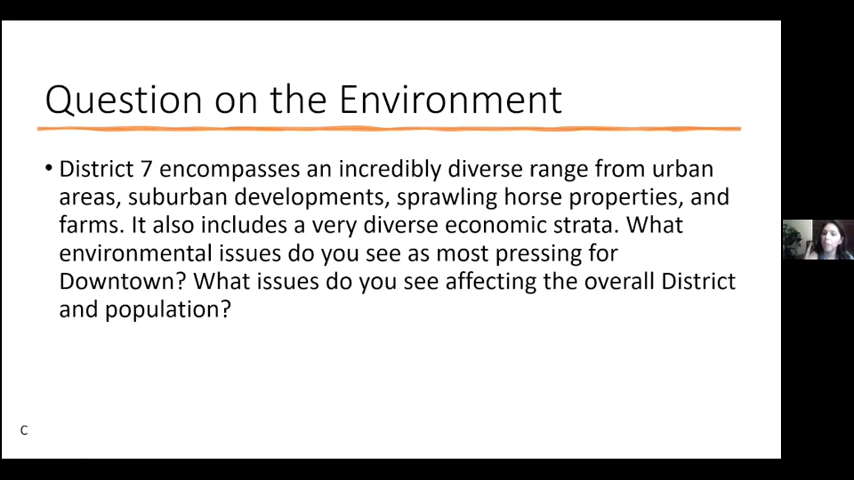 Question on the Environment
• District 7 encompasses an incredibly diverse range from urban
areas, suburban developments, sprawling horse properties, and
farms. It also includes a very diverse economic strata. What
environmental issues do you see as most pressing for
Downtown? What issues do you see affecting the overall District
and population?
C